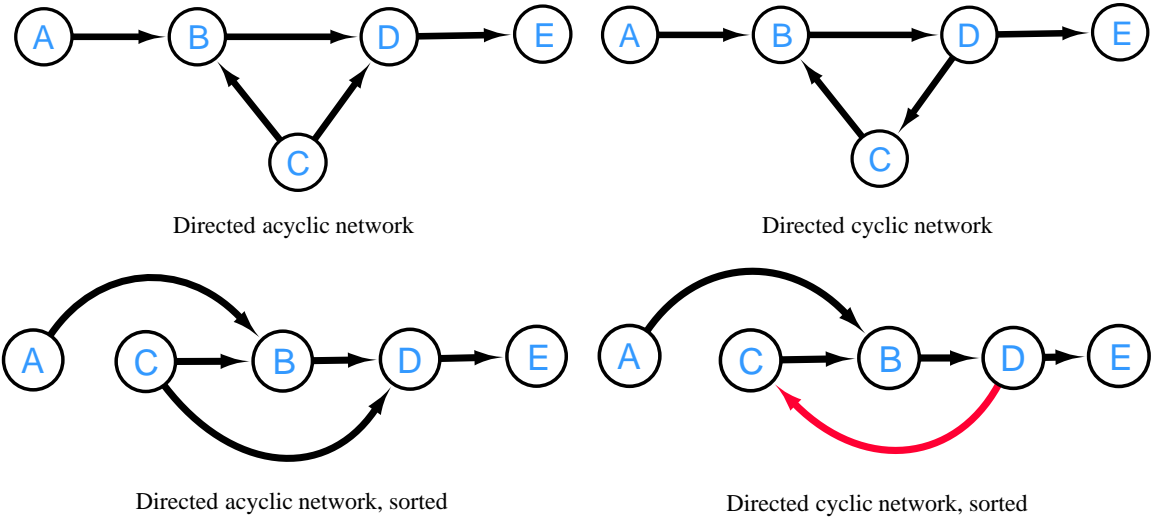 A B D E
C
Directed acyclic network
A B D E
C
Directed cyclic network
A C B D E
Directed acyclic network, sorted
A C B D E
Directed cyclic network, sorted